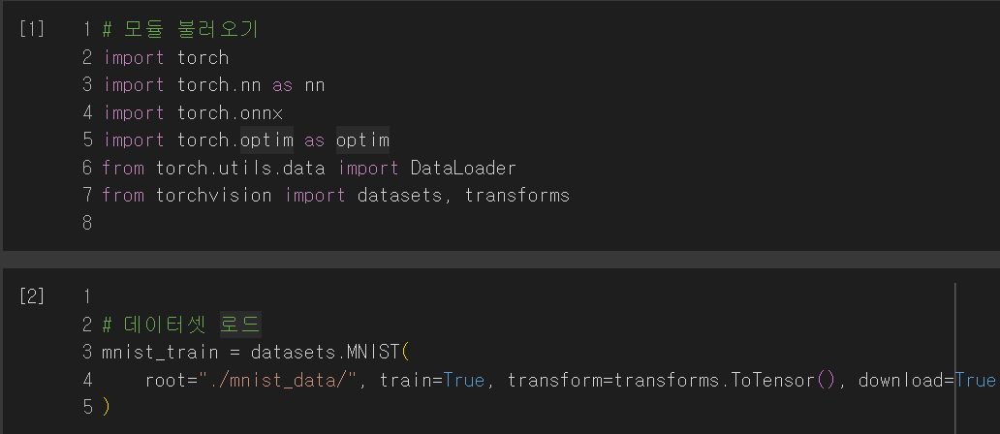 [1] 1 # 모듈 불러오기
2 import torch
3 import torch.nn as nn
4 import torch.onnx
5 import torch.optim as optim
6 from torch.utils.data import DataLoader
7 from torchvision import datasets, transforms
8
[2] 1
2 # 데이터셋 로드
3 mnist_train = datasets.MNIST(
4 root="./mnist_data/", train=True, transform=transforms.ToTensor(), download=True
5 )